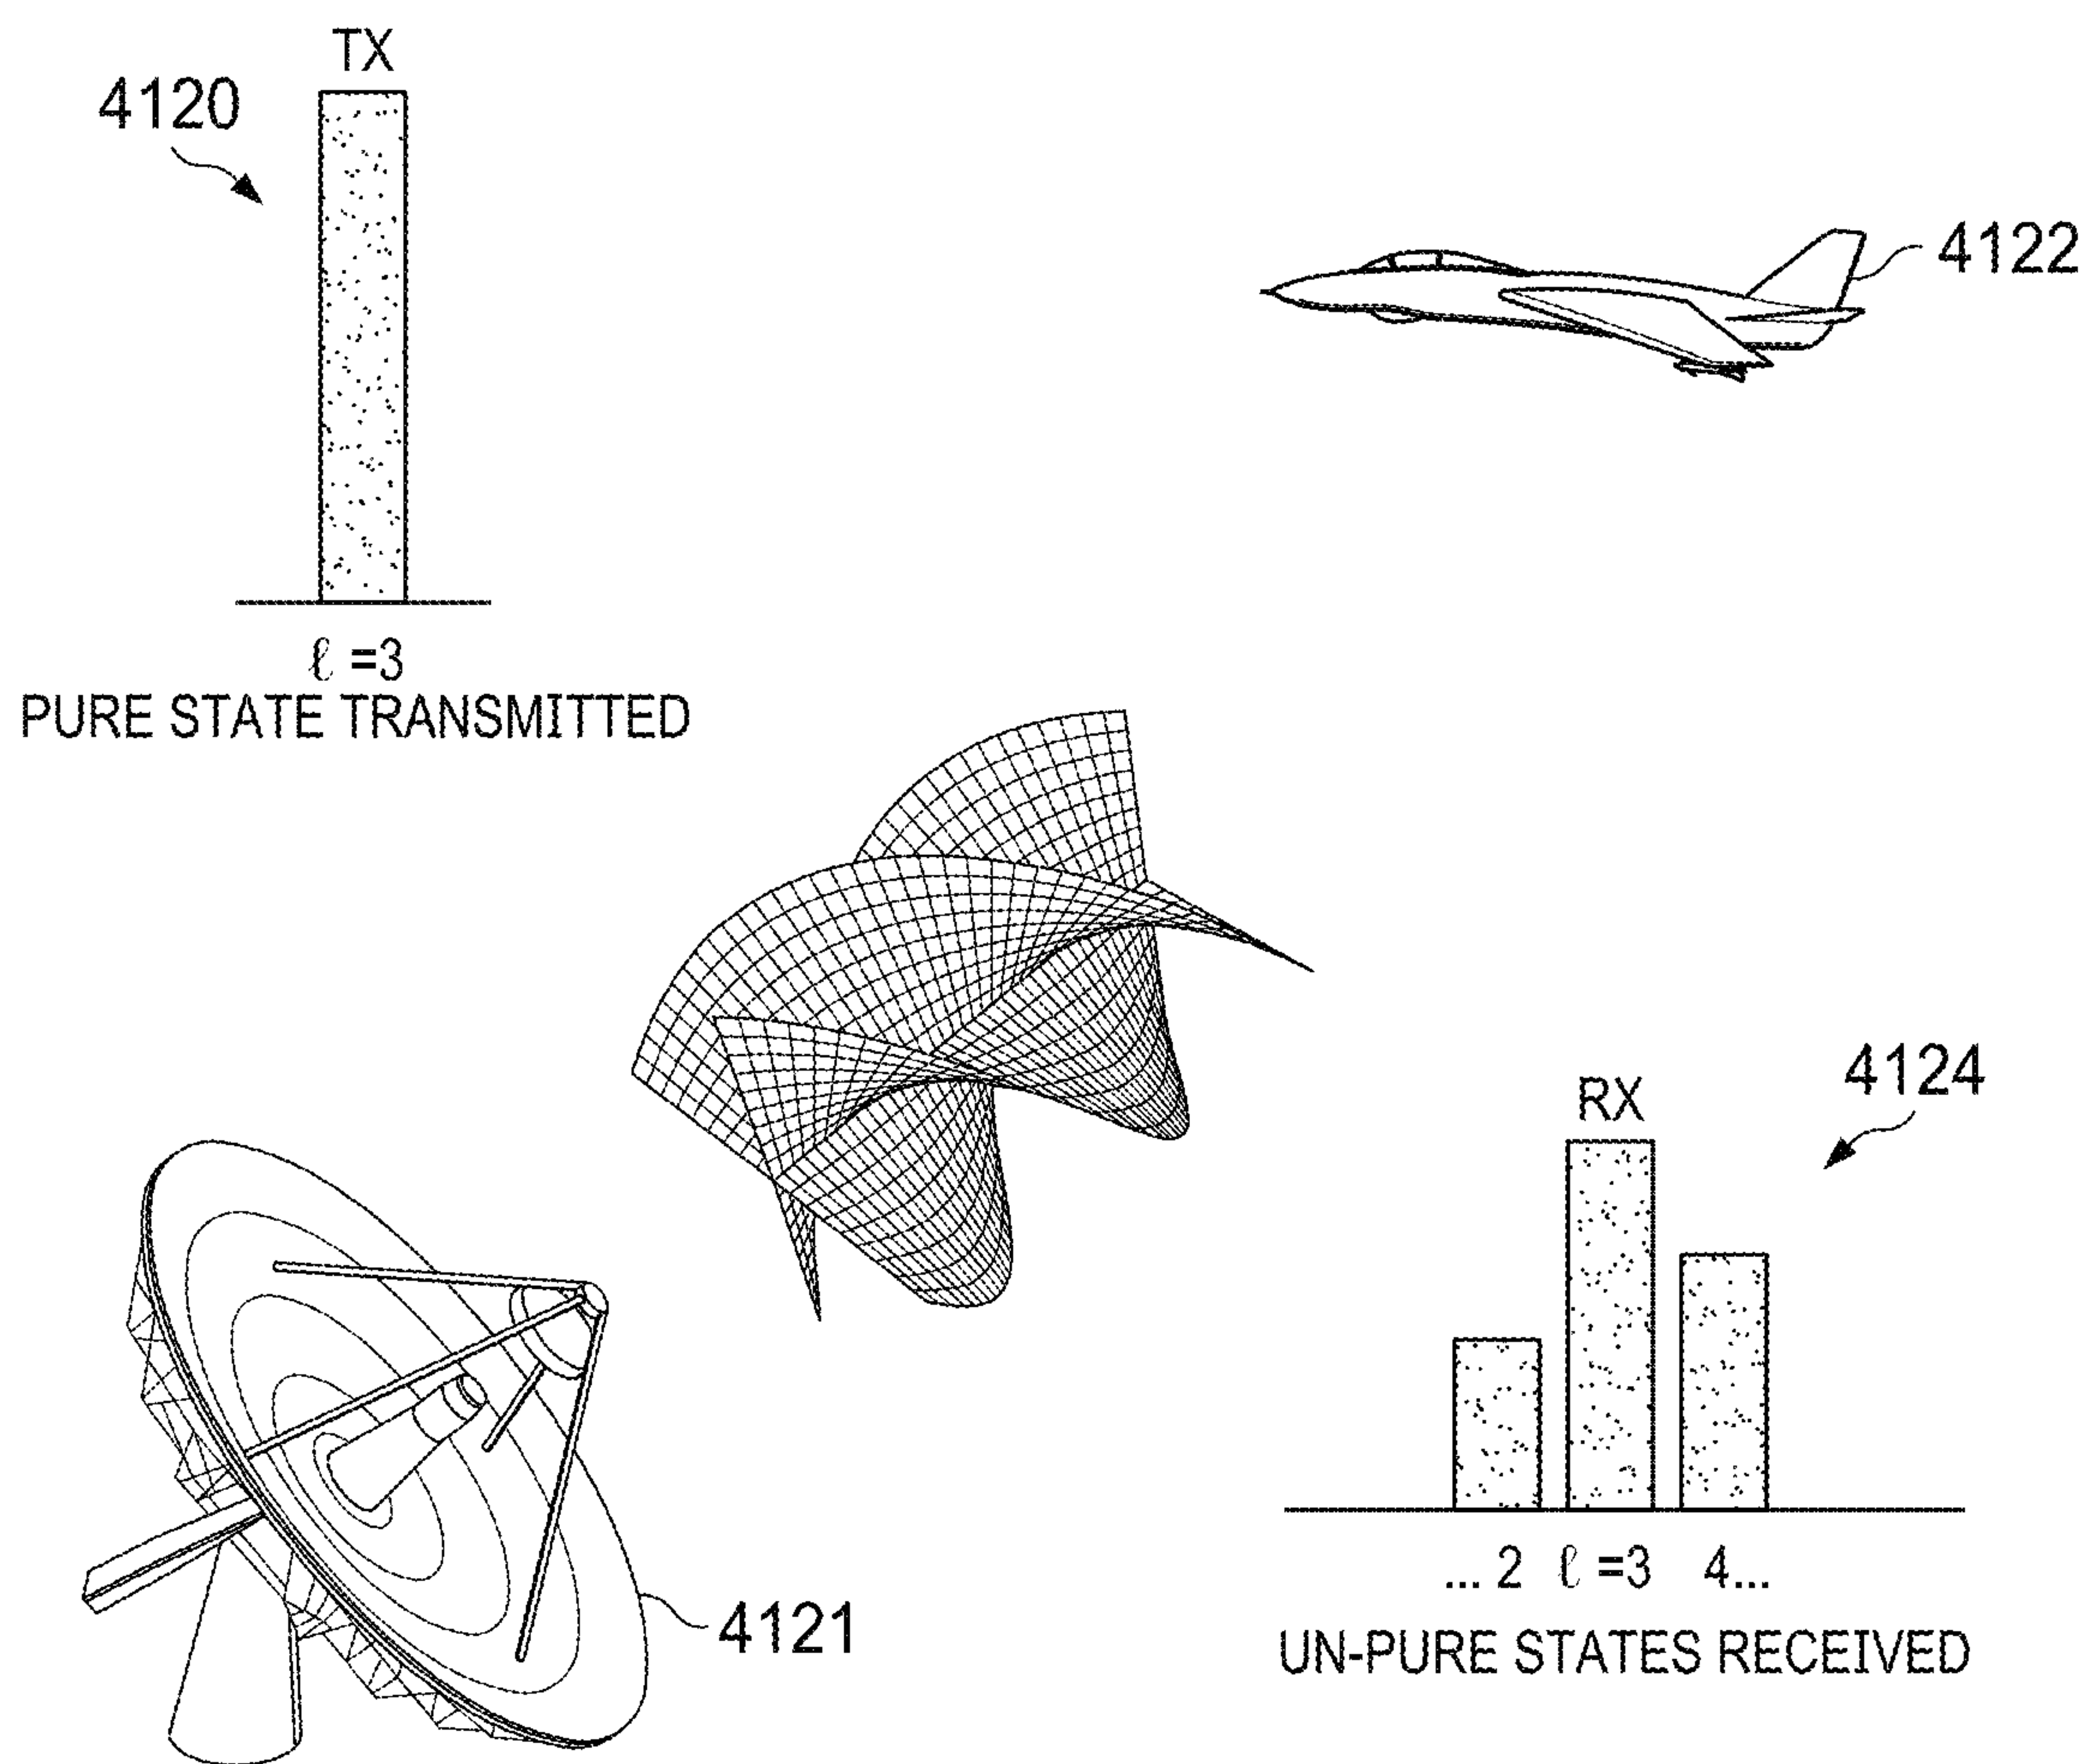 TX
4120
4122
ℓ =3
PURE STATE TRANSMITTED
4124
RX
... 2 ℓ =3 4...
4121
UN-PURE STATES RECEIVED